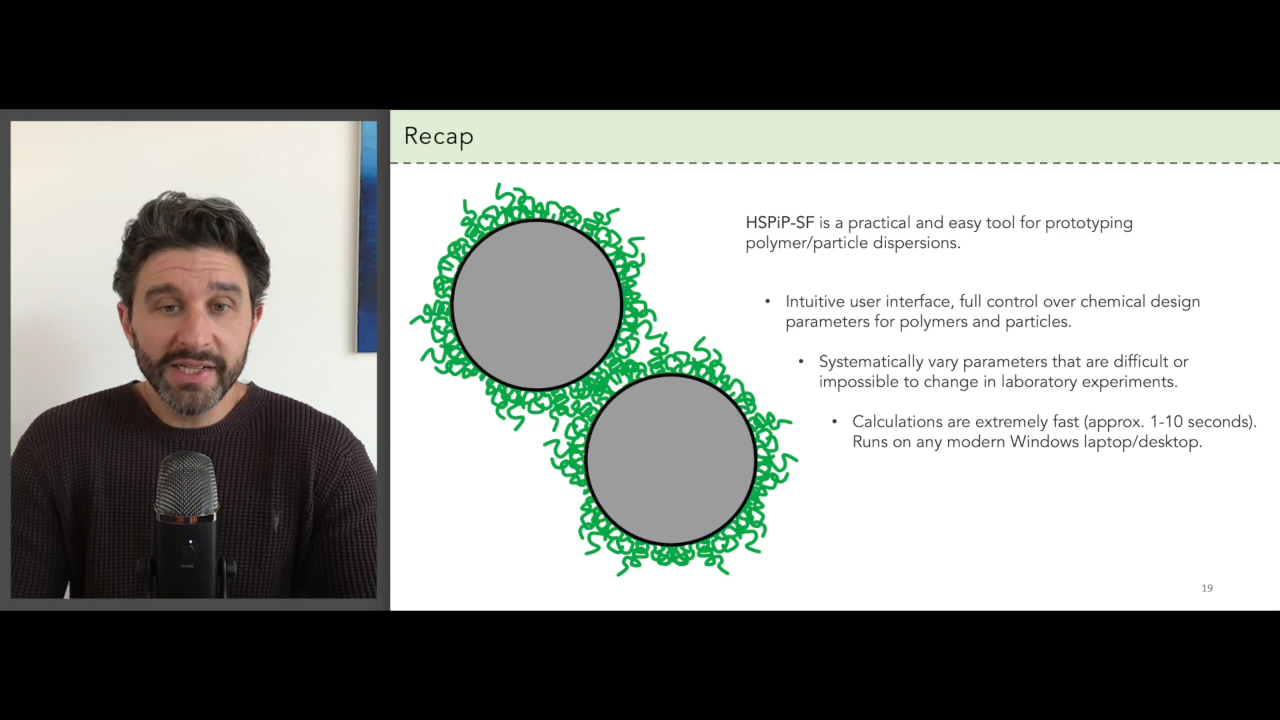 Recap
HSPiP-SF is a practical and easy tool for prototyping
polymer/particle dispersions.
• Intuitive user interface, full control over chemical design
parameters for polymers and particles.
• Systematically vary parameters that are difficult or
impossible to change in laboratory experiments.
• Calculations are extremely fast (approx. 1-10 seconds).
Runs on any modern Windows laptop/desktop.
19